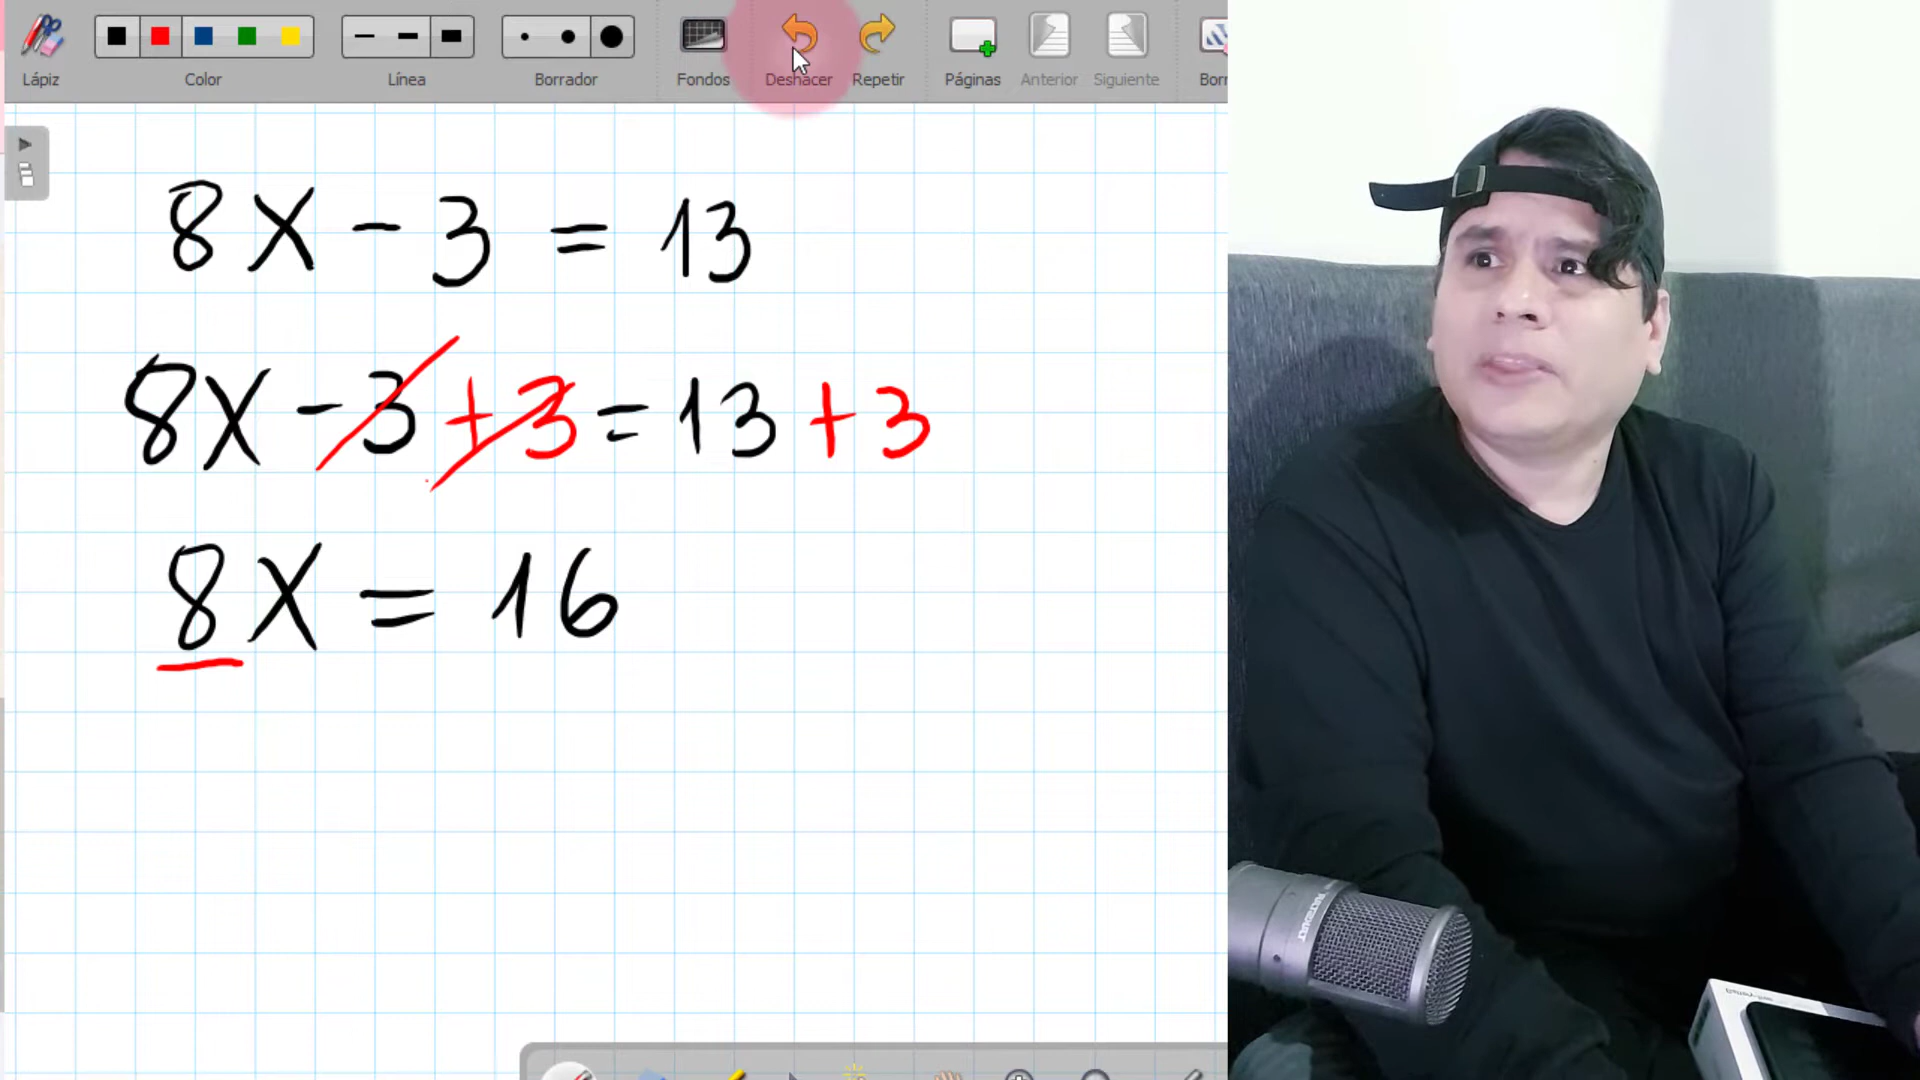 Lápiz Color Línea Borrador Fondos Deshacer Repetir Páginas Anterior Siguiente Borr
8X - 3 = 13
8X - 3 + 3 = 13 + 3
8X = 16